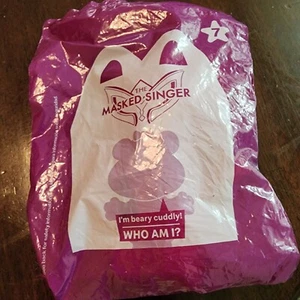 7
THE
MASKED SINGER
I'm beary cuddly!
WHO AM I?